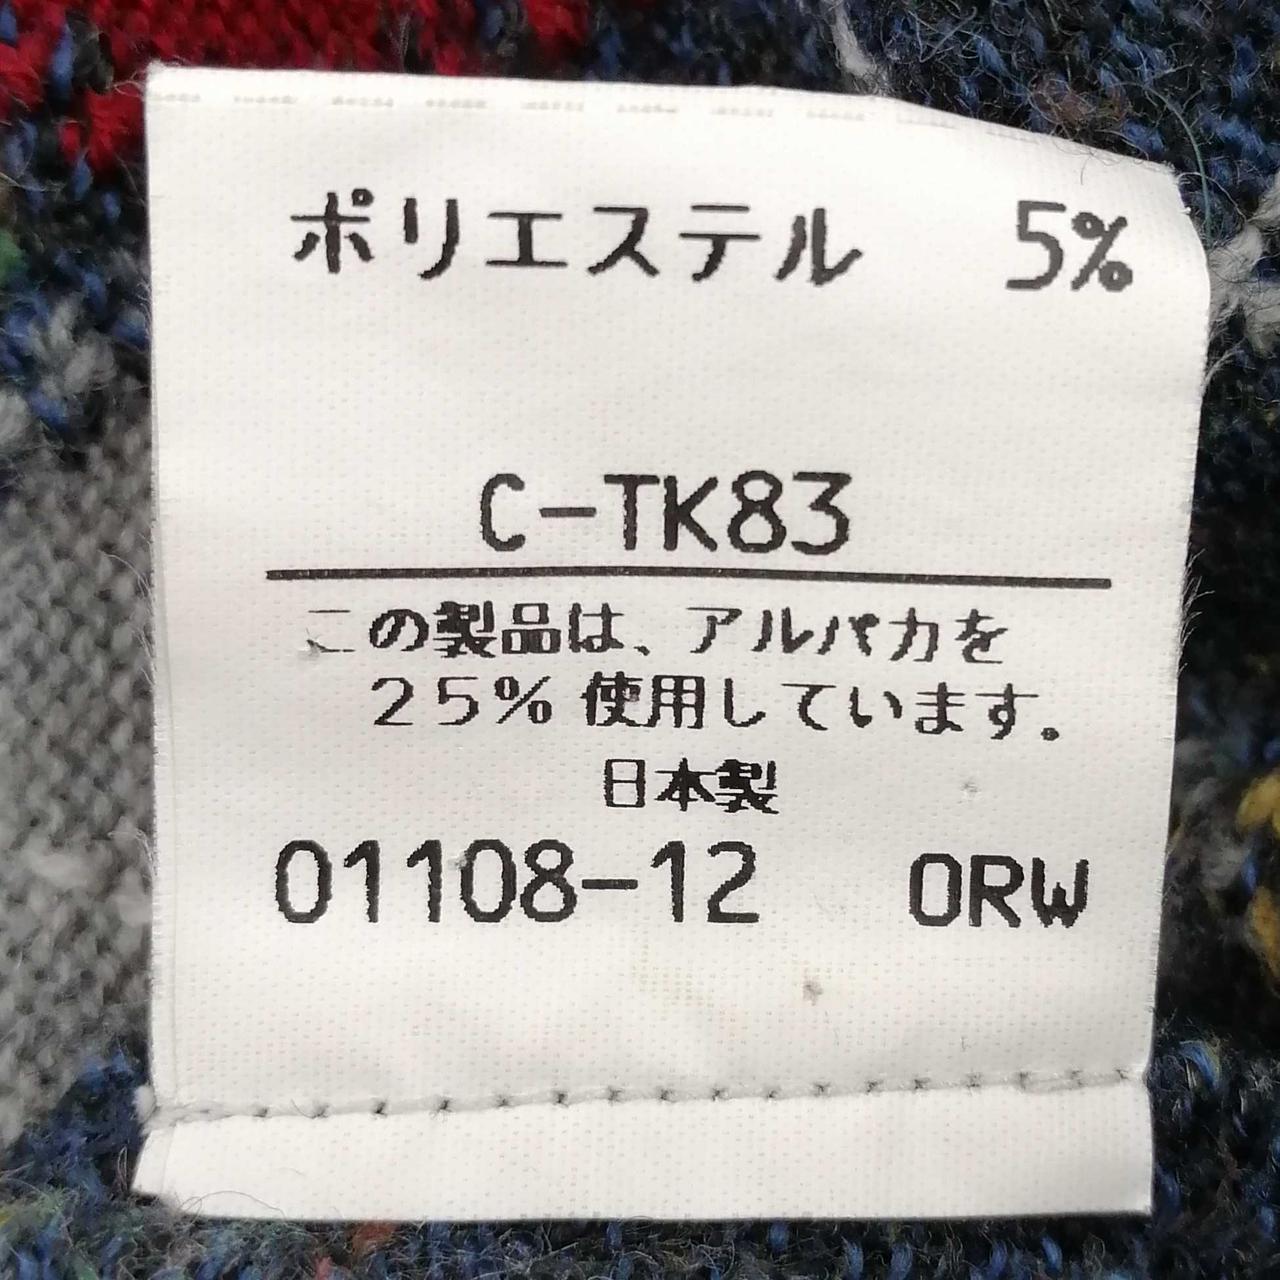 ポリエステル 5%
C-TK83
この製品は、アルパカを
25% 使用しています。
日本製
01108-12 ORW